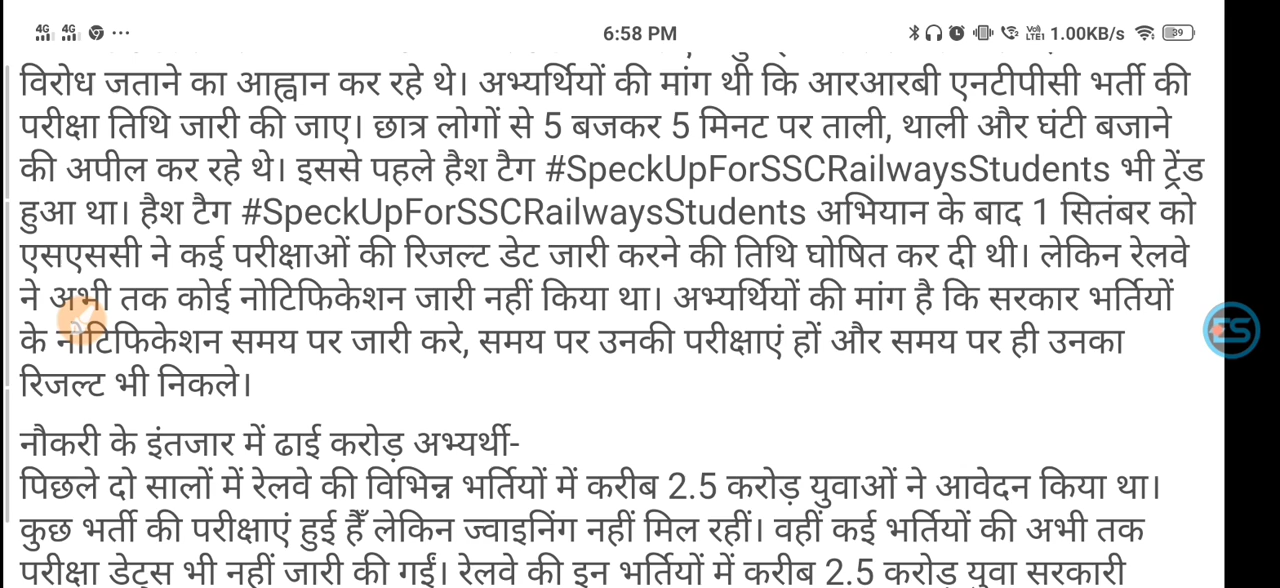 4G 4G ... 6:58 PM VoD LTE1 1.00KB/s 39
विरोध जताने का आह्वान कर रहे थे। अभ्यर्थियों की मांग थी कि आरआरबी एनटीपीसी भर्ती की
परीक्षा तिथि जारी की जाए। छात्र लोगों से 5 बजकर 5 मिनट पर ताली, थाली और घंटी बजाने
की अपील कर रहे थे। इससे पहले हैश टैग #SpeckUpForSSCRailwaysStudents भी ट्रेंड
हुआ था। हैश टैग #SpeckUpForSSCRailwaysStudents अभियान के बाद 1 सितंबर को
एसएससी ने कई परीक्षाओं की रिजल्ट डेट जारी करने की तिथि घोषित कर दी थी। लेकिन रेलवे
ने अभी तक कोई नोटिफिकेशन जारी नहीं किया था। अभ्यर्थियों की मांग है कि सरकार भर्तियों
के नोटिफिकेशन समय पर जारी करे, समय पर उनकी परीक्षाएं हों और समय पर ही उनका
रिजल्ट भी निकले।
नौकरी के इंतजार में ढाई करोड़ अभ्यर्थी-
पिछले दो सालों में रेलवे की विभिन्न भर्तियों में करीब 2.5 करोड़ युवाओं ने आवेदन किया था।
कुछ भर्ती की परीक्षाएं हुई हैं लेकिन ज्वाइनिंग नहीं मिल रहीं। वहीं कई भर्तियों की अभी तक
परीक्षा डेट्स भी नहीं जारी की गईं। रेलवे की इन भर्तियों में करीब 2.5 करोड़ युवा सरकारी